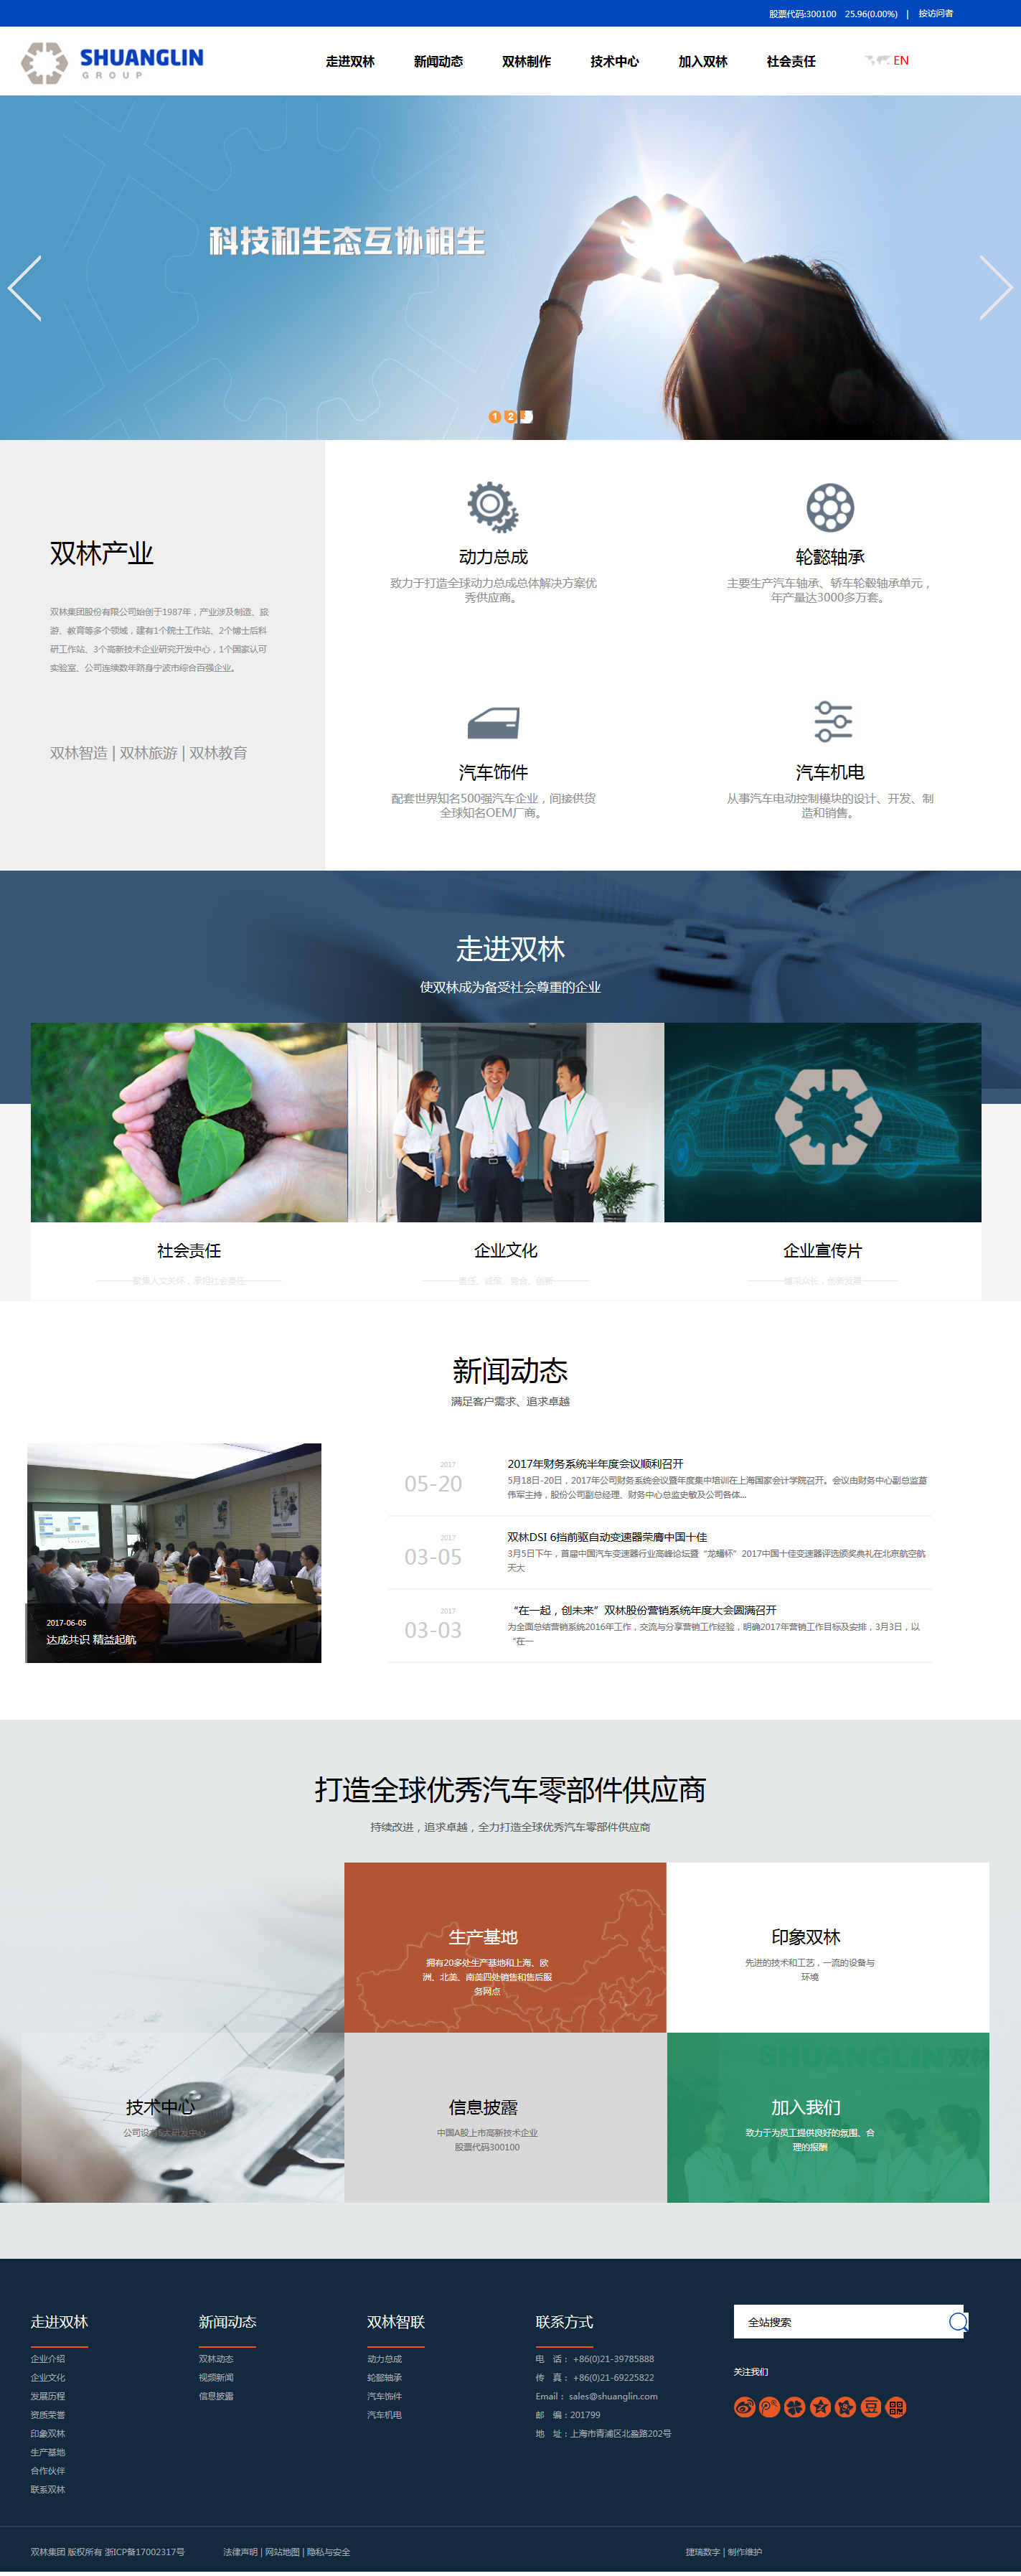 股票代码:300100 25.96(0.00%) | 按访问者
SHUANGLIN
GROUP
走进双林 新闻动态 双林制作 技术中心 加入双林 社会责任 EN
科技和生态互协相生
1 2
双林产业
双林集团股份有限公司始创于1987年，产业涉及制造、旅
游、教育等多个领域，建有1个院士工作站、2个博士后科
研工作站、3个高新技术企业研究开发中心，1个国家认可
实验室、公司连续数年跻身宁波市综合百强企业。
双林智造 | 双林旅游 | 双林教育
动力总成
致力于打造全球动力总成总体解决方案优
秀供应商。
轮懿轴承
主要生产汽车轴承、轿车轮毂轴承单元，
年产量达3000多万套。
汽车饰件
配套世界知名500强汽车企业，间接供货
全球知名OEM厂商。
汽车机电
从事汽车电动控制模块的设计、开发、制
造和销售。
走进双林
使双林成为备受社会尊重的企业
社会责任
聚焦人文关怀，承担社会责任
企业文化
责任、诚信、竞合、创新
企业宣传片
博采众长，创新发展
新闻动态
满足客户需求、追求卓越
2017-06-05
达成共识 精益起航
2017
05-20
2017年财务系统半年度会议顺利召开
5月18日-20日，2017年公司财务系统会议暨年度集中培训在上海国家会计学院召开。会议由财务中心副总监葛
伟军主持，股份公司副总经理、财务中心总监史敏及公司各体...
2017
03-05
双林DSI 6挡前驱自动变速器荣膺中国十佳
3月5日下午，首届中国汽车变速器行业高峰论坛暨“龙蟠杯”2017中国十佳变速器评选颁奖典礼在北京航空航
天大
2017
03-03
“在一起，创未来”双林股份营销系统年度大会圆满召开
为全面总结营销系统2016年工作，交流与分享营销工作经验，明确2017年营销工作目标及安排，3月3日，以
“在一
打造全球优秀汽车零部件供应商
持续改进，追求卓越，全力打造全球优秀汽车零部件供应商
生产基地
拥有20多处生产基地和上海、欧
洲、北美、南美四处销售和售后服
务网点
印象双林
先进的技术和工艺，一流的设备与
环境
技术中心
公司设有 大研发中心
信息披露
中国A股上市高新技术企业
股票代码300100
SHUANGLIN 双林
加入我们
致力于为员工提供良好的氛围、合
理的报酬
走进双林
企业介绍
企业文化
发展历程
资质荣誉
印象双林
生产基地
合作伙伴
联系双林
新闻动态
双林动态
视频新闻
信息披露
双林智联
动力总成
轮懿轴承
汽车饰件
汽车机电
联系方式
电 话： +86(0)21-39785888
传 真： +86(0)21-69225822
Email： sales@shuanglin.com
邮 编：201799
地 址：上海市青浦区北盈路202号
全站搜索
关注我们
双林集团 版权所有 浙ICP备17002317号 法律声明 | 网站地图 | 隐私与安全 捷瑞数字 | 制作维护